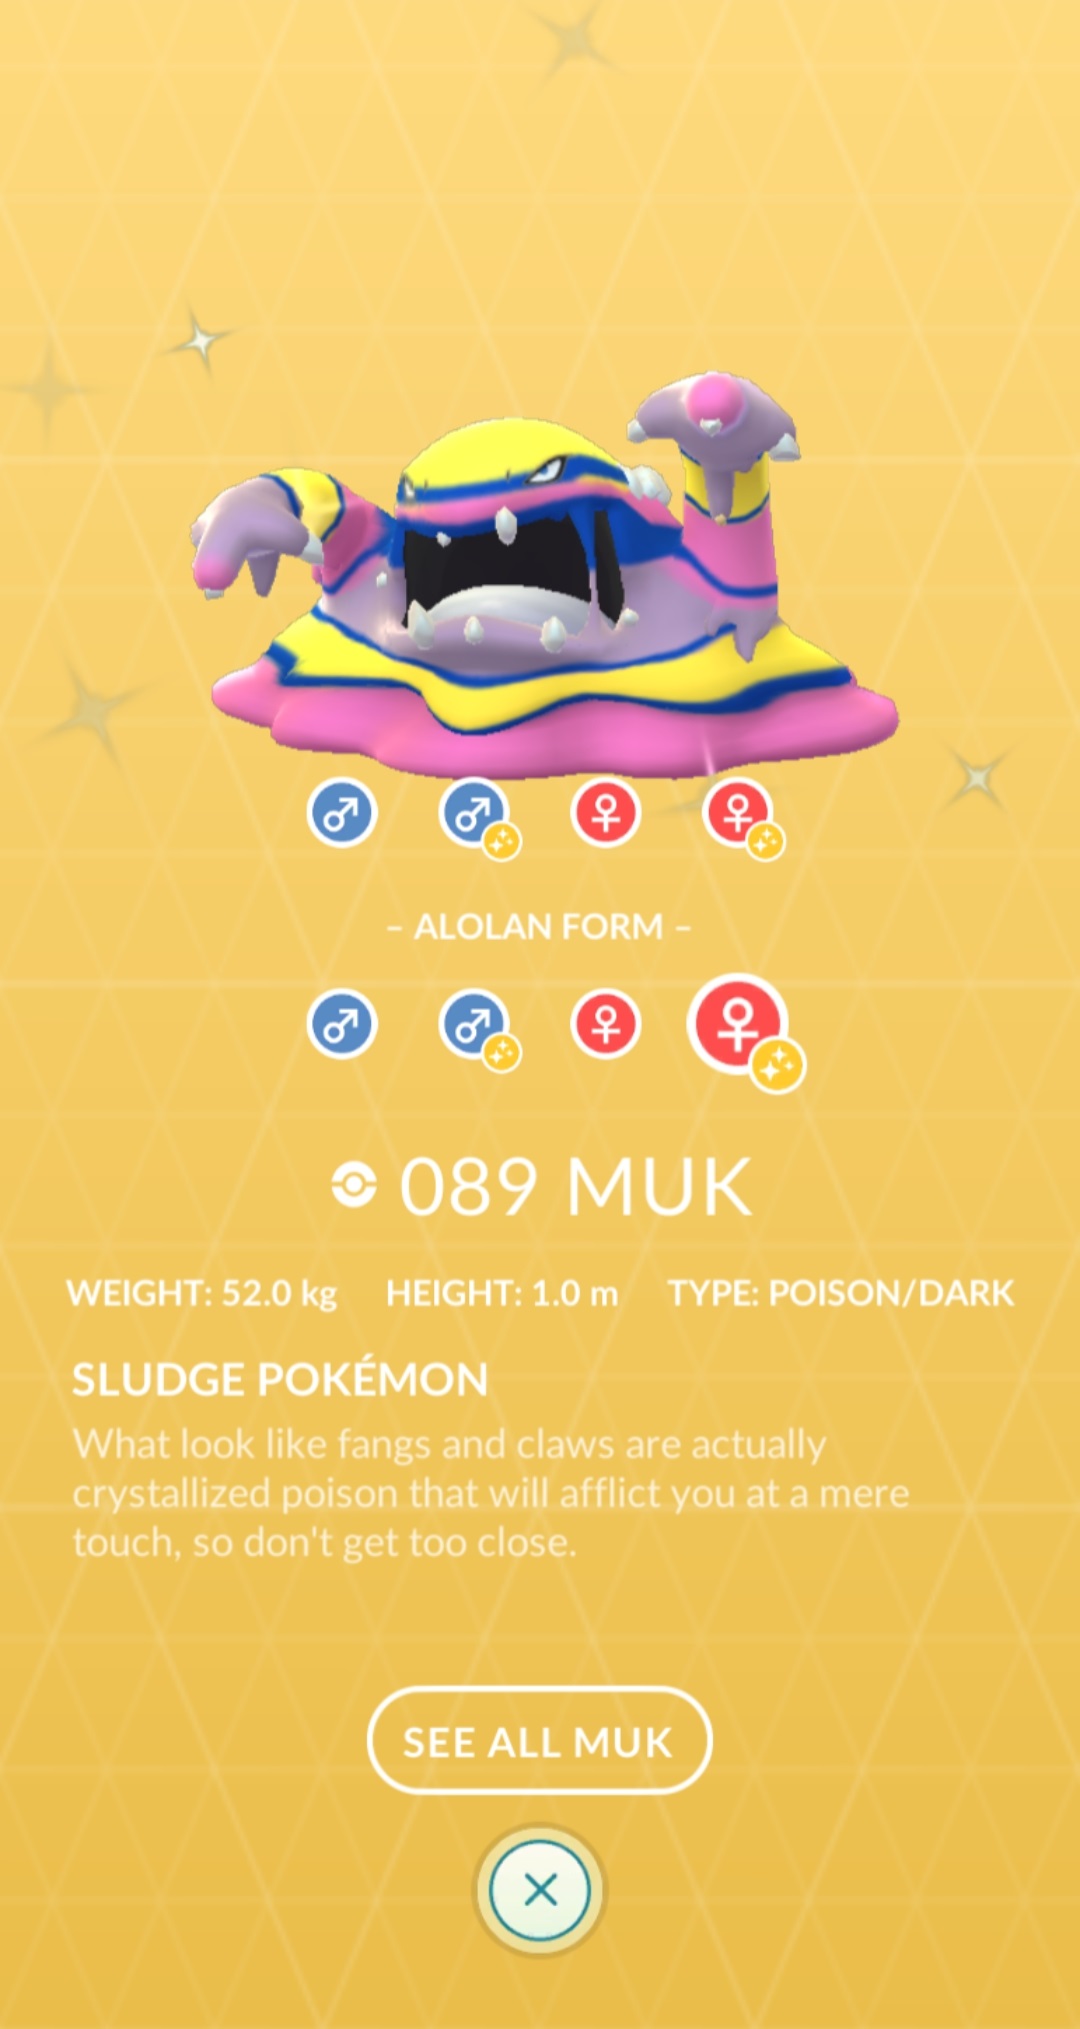 – ALOLAN FORM –
089 MUK
WEIGHT: 52.0 kg HEIGHT: 1.0 m TYPE: POISON/DARK
SLUDGE POKÉMON
What look like fangs and claws are actually
crystallized poison that will afflict you at a mere
touch, so don't get too close.
SEE ALL MUK